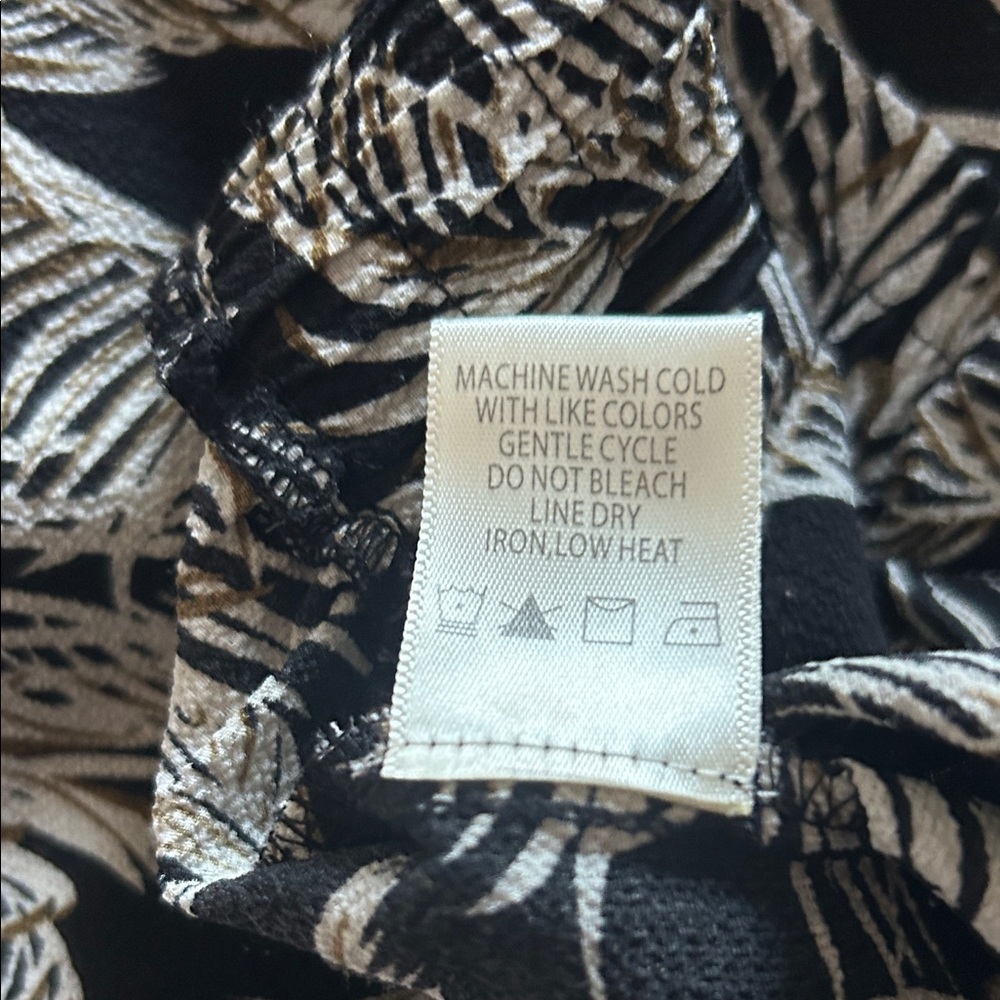 MACHINE WASH COLD
WITH LIKE COLORS
GENTLE CYCLE
DO NOT BLEACH
LINE DRY
IRON,LOW HEAT